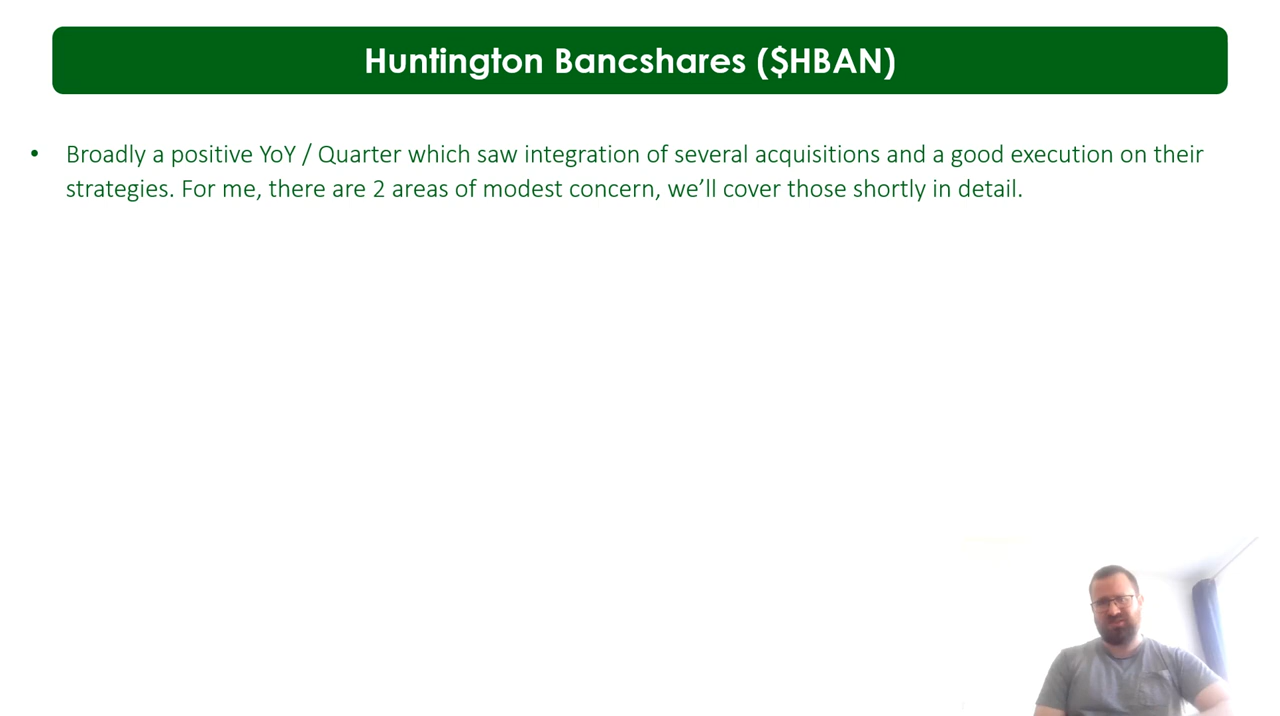 Huntington Bancshares ($HBAN)
• Broadly a positive YoY / Quarter which saw integration of several acquisitions and a good execution on their
strategies. For me, there are 2 areas of modest concern, we’ll cover those shortly in detail.